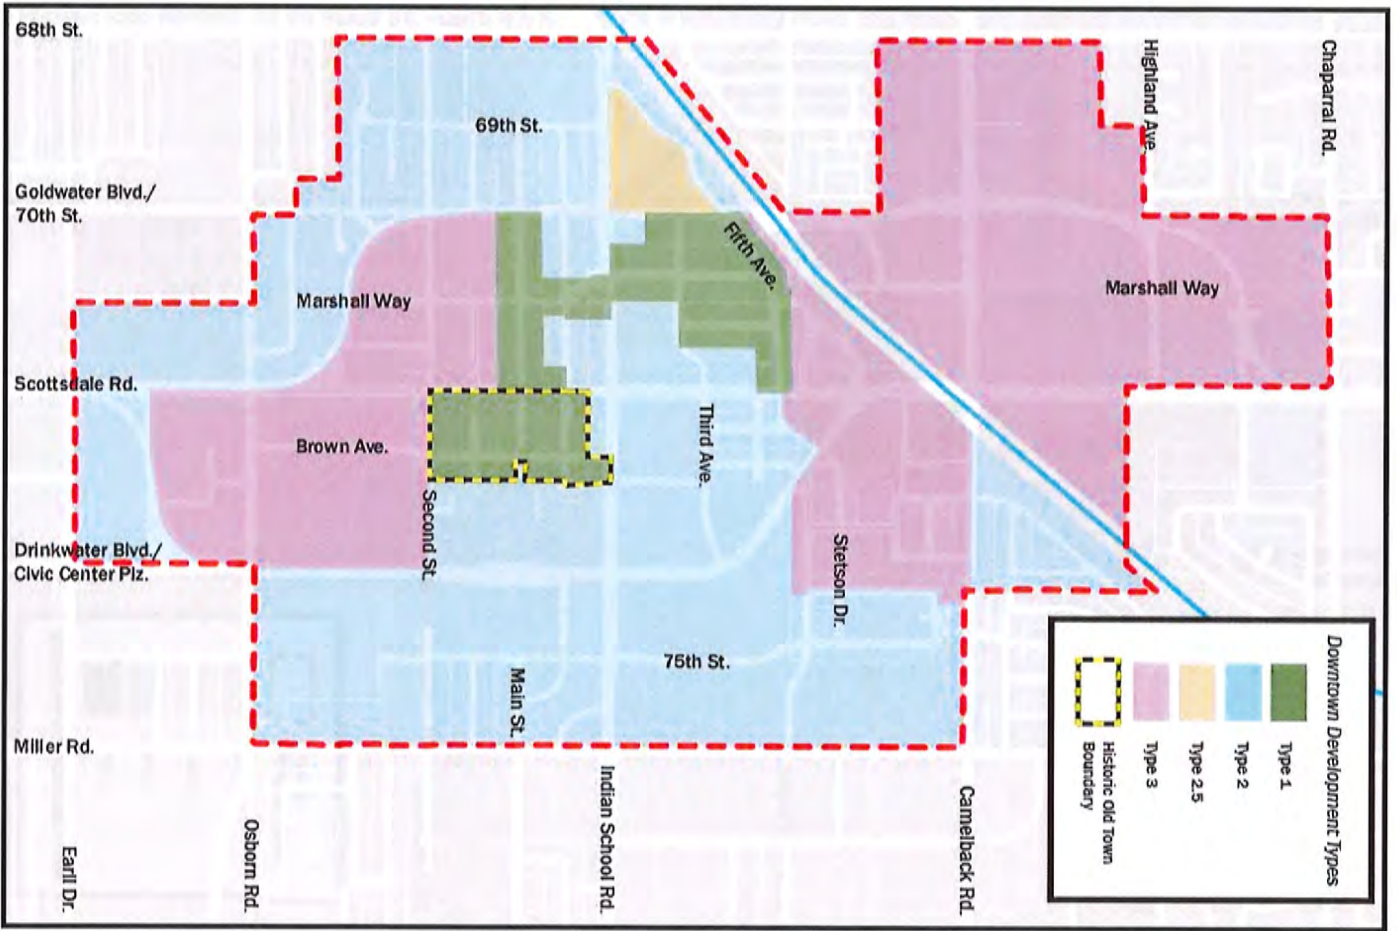 68th St.
Highland Ave.
Chaparral Rd.
69th St.
Goldwater Blvd./
70th St.
Fifth Ave.
Marshall Way
Marshall Way
Scottsdale Rd.
Third Ave.
Brown Ave.
Second St.
Stetson Dr.
Drinkwater Blvd./
Civic Center Plz.
75th St.
Main St.
Miller Rd.
Indian School Rd.
Camelback Rd.
Osborn Rd.
Earll Dr.
Downtown Development Types
Type 1
Type 2
Type 2.5
Type 3
Historic Old Town
Boundary